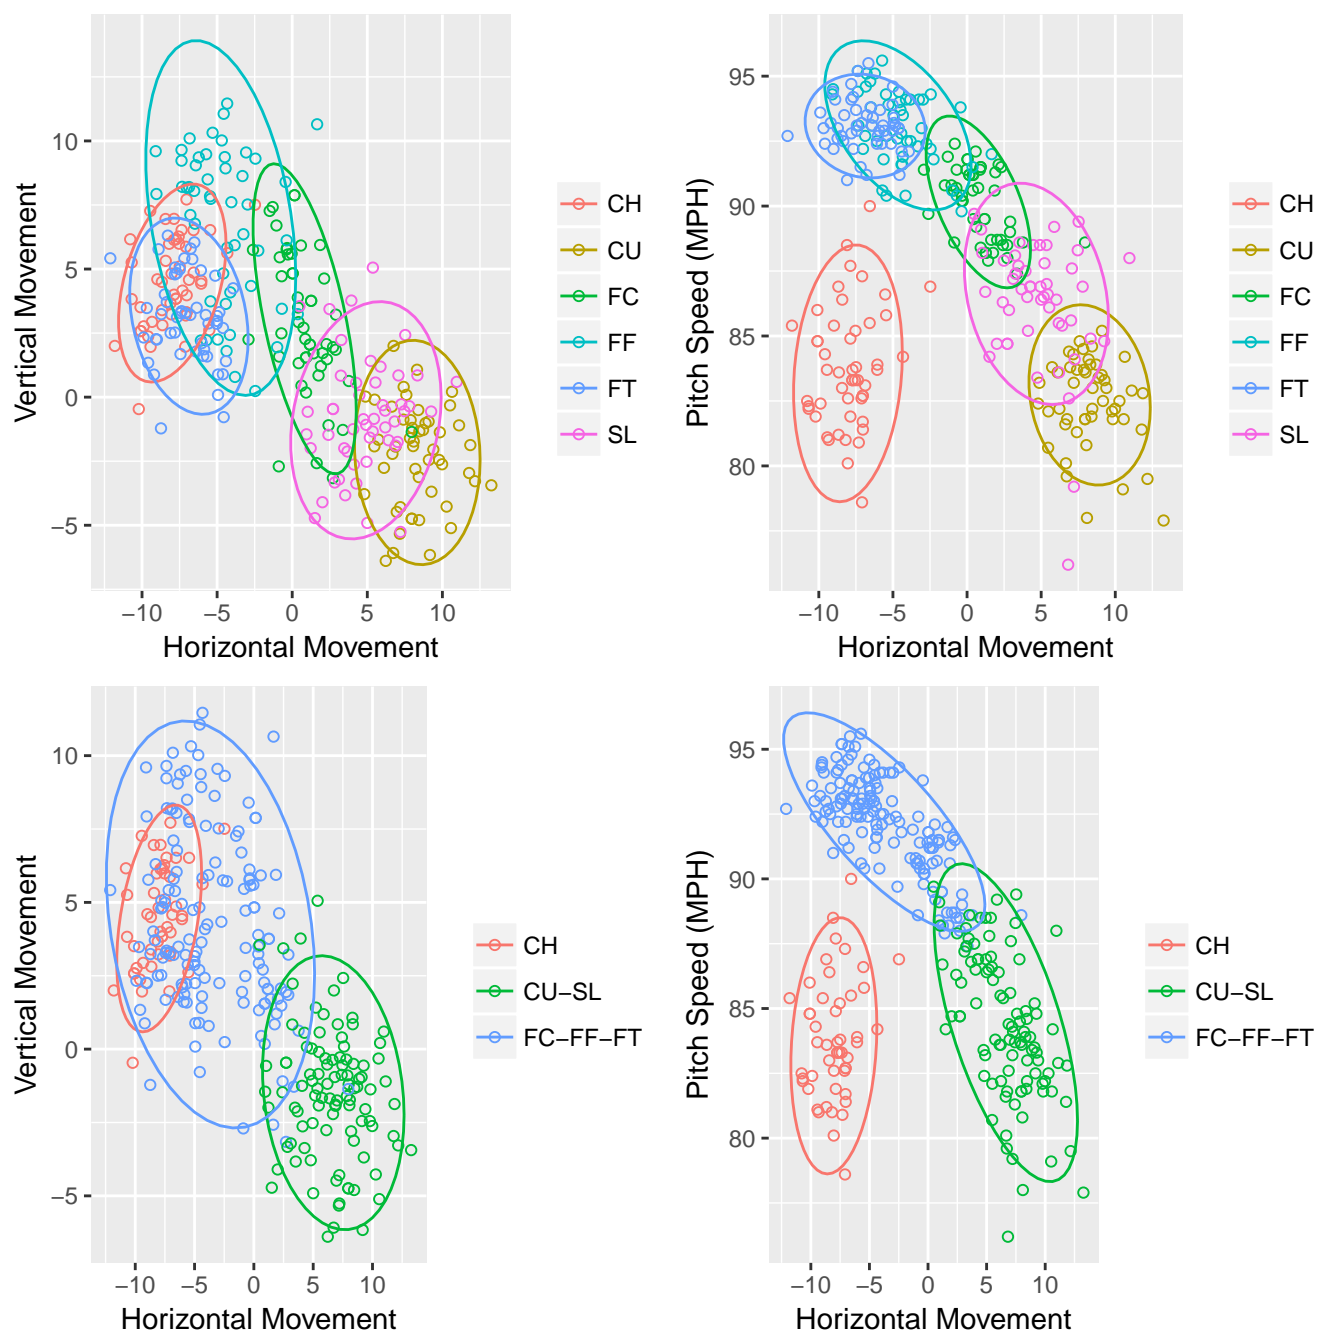 10
5
0
−5
−10
−5
0
5
10
Horizontal Movement
Vertical Movement
CH
CU
FC
FF
FT
SL
95
90
85
80
−10
−5
0
5
10
Horizontal Movement
Pitch Speed (MPH)
CH
CU
FC
FF
FT
SL
10
5
0
−5
−10
−5
0
5
10
Horizontal Movement
Vertical Movement
CH
CU−SL
FC−FF−FT
95
90
85
80
−10
−5
0
5
10
Horizontal Movement
Pitch Speed (MPH)
CH
CU−SL
FC−FF−FT